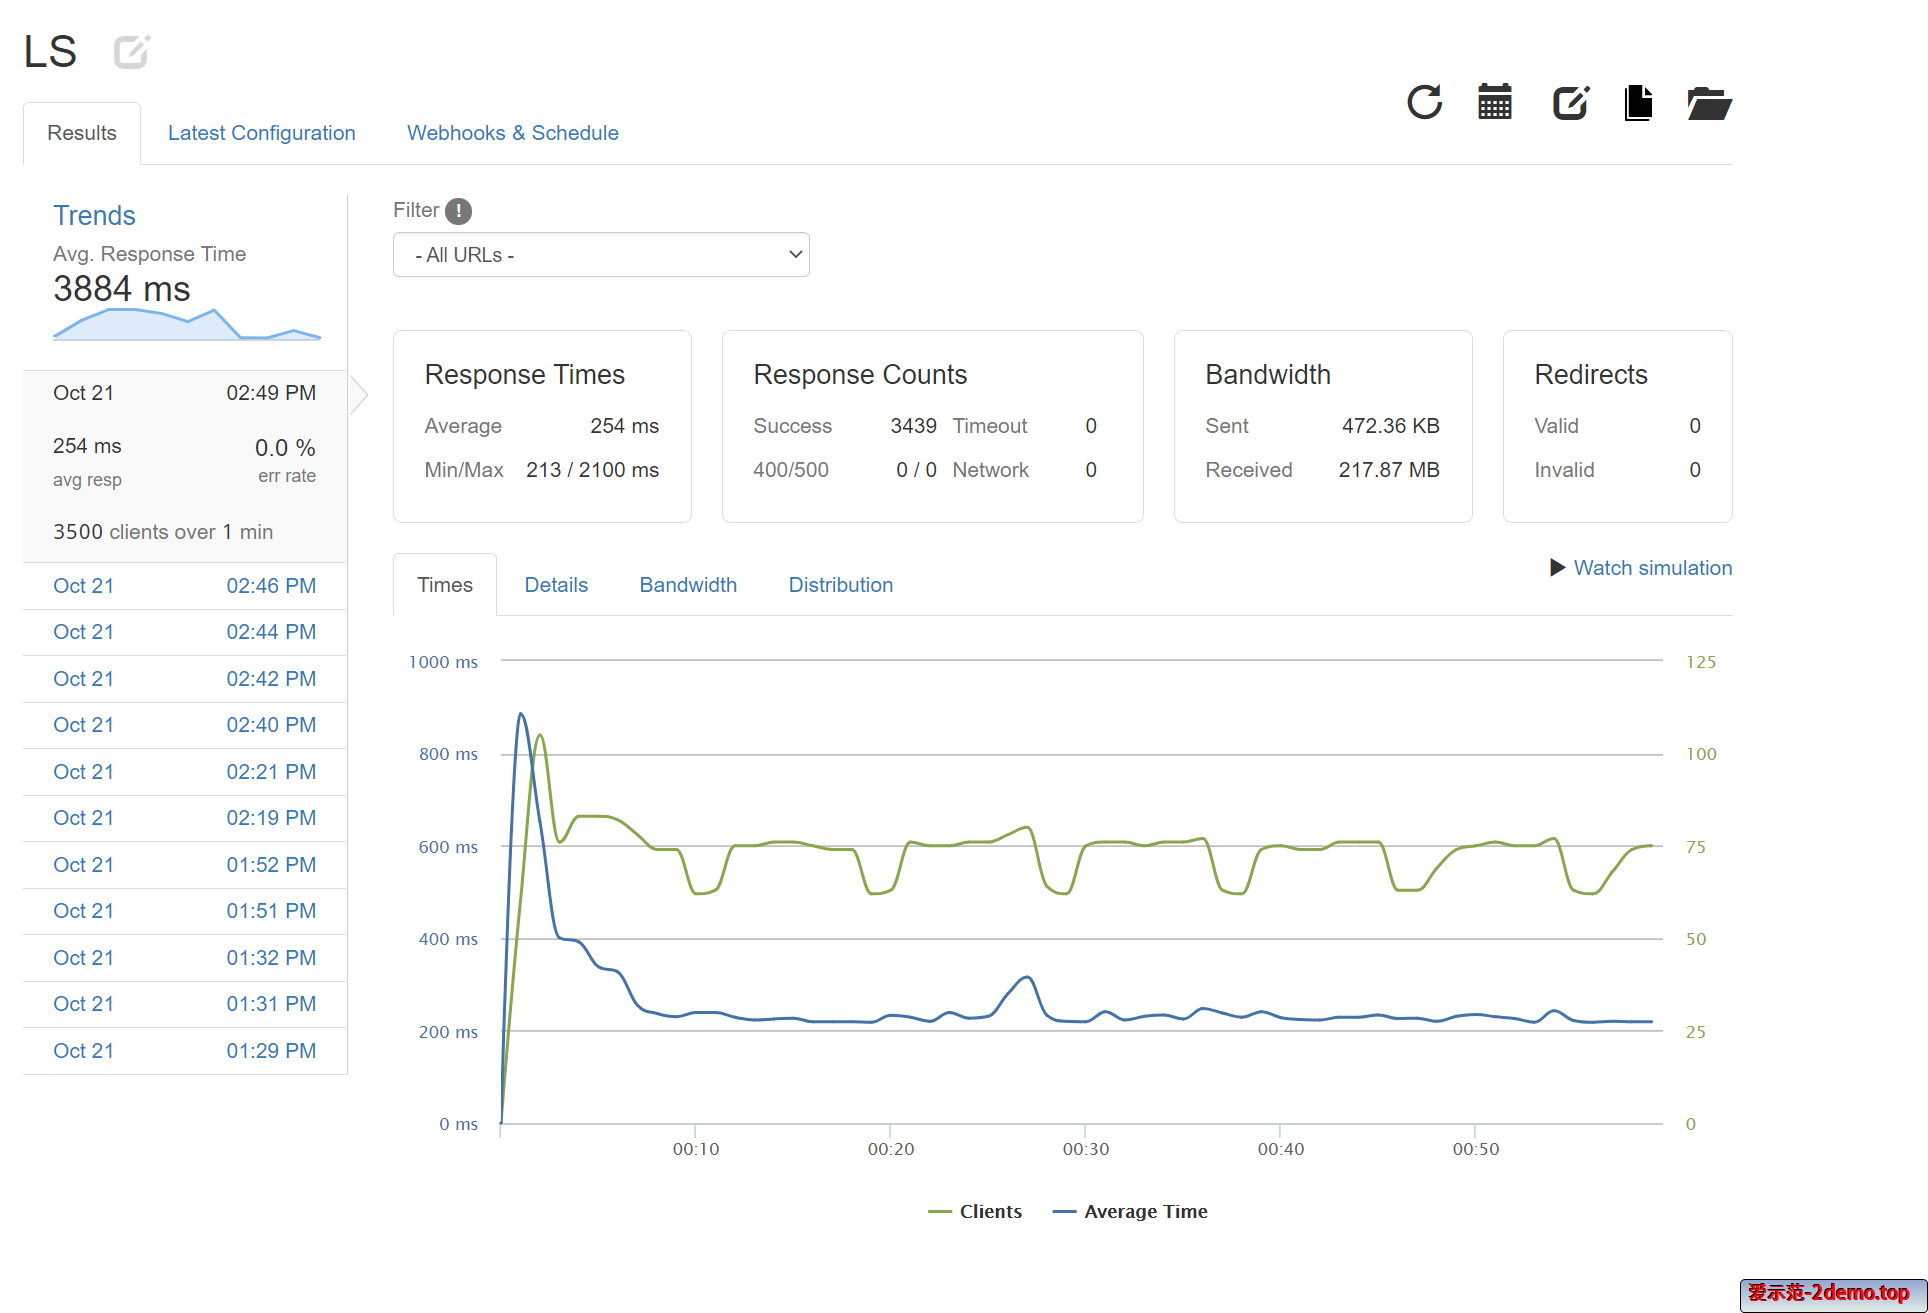 LS
Results Latest Configuration Webhooks & Schedule
Trends
Avg. Response Time
3884 ms
Oct 21 02:49 PM
254 ms 0.0 %
avg resp err rate
3500 clients over 1 min
Oct 21 02:46 PM
Oct 21 02:44 PM
Oct 21 02:42 PM
Oct 21 02:40 PM
Oct 21 02:21 PM
Oct 21 02:19 PM
Oct 21 01:52 PM
Oct 21 01:51 PM
Oct 21 01:32 PM
Oct 21 01:31 PM
Oct 21 01:29 PM
Filter !
- All URLs -
Response Times
Average 254 ms
Min/Max 213 / 2100 ms
Response Counts
Success 3439 Timeout 0
400/500 0 / 0 Network 0
Bandwidth
Sent 472.36 KB
Received 217.87 MB
Redirects
Valid 0
Invalid 0
Times Details Bandwidth Distribution
Watch simulation
1000 ms 125
800 ms 100
600 ms 75
400 ms 50
200 ms 25
0 ms 0
00:10 00:20 00:30 00:40 00:50
Clients Average Time
爱示范-2demo.top